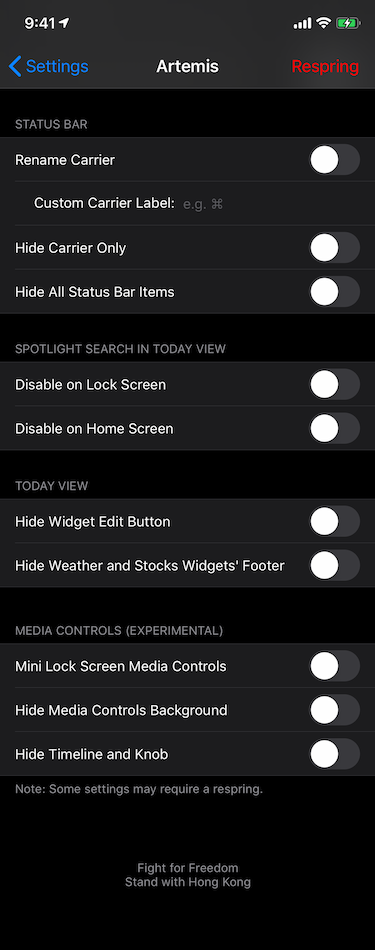 9:41
Settings
Artemis
Respring
STATUS BAR
Rename Carrier
Custom Carrier Label: e.g. ⌘
Hide Carrier Only
Hide All Status Bar Items
SPOTLIGHT SEARCH IN TODAY VIEW
Disable on Lock Screen
Disable on Home Screen
TODAY VIEW
Hide Widget Edit Button
Hide Weather and Stocks Widgets' Footer
MEDIA CONTROLS (EXPERIMENTAL)
Mini Lock Screen Media Controls
Hide Media Controls Background
Hide Timeline and Knob
Note: Some settings may require a respring.
Fight for Freedom
Stand with Hong Kong